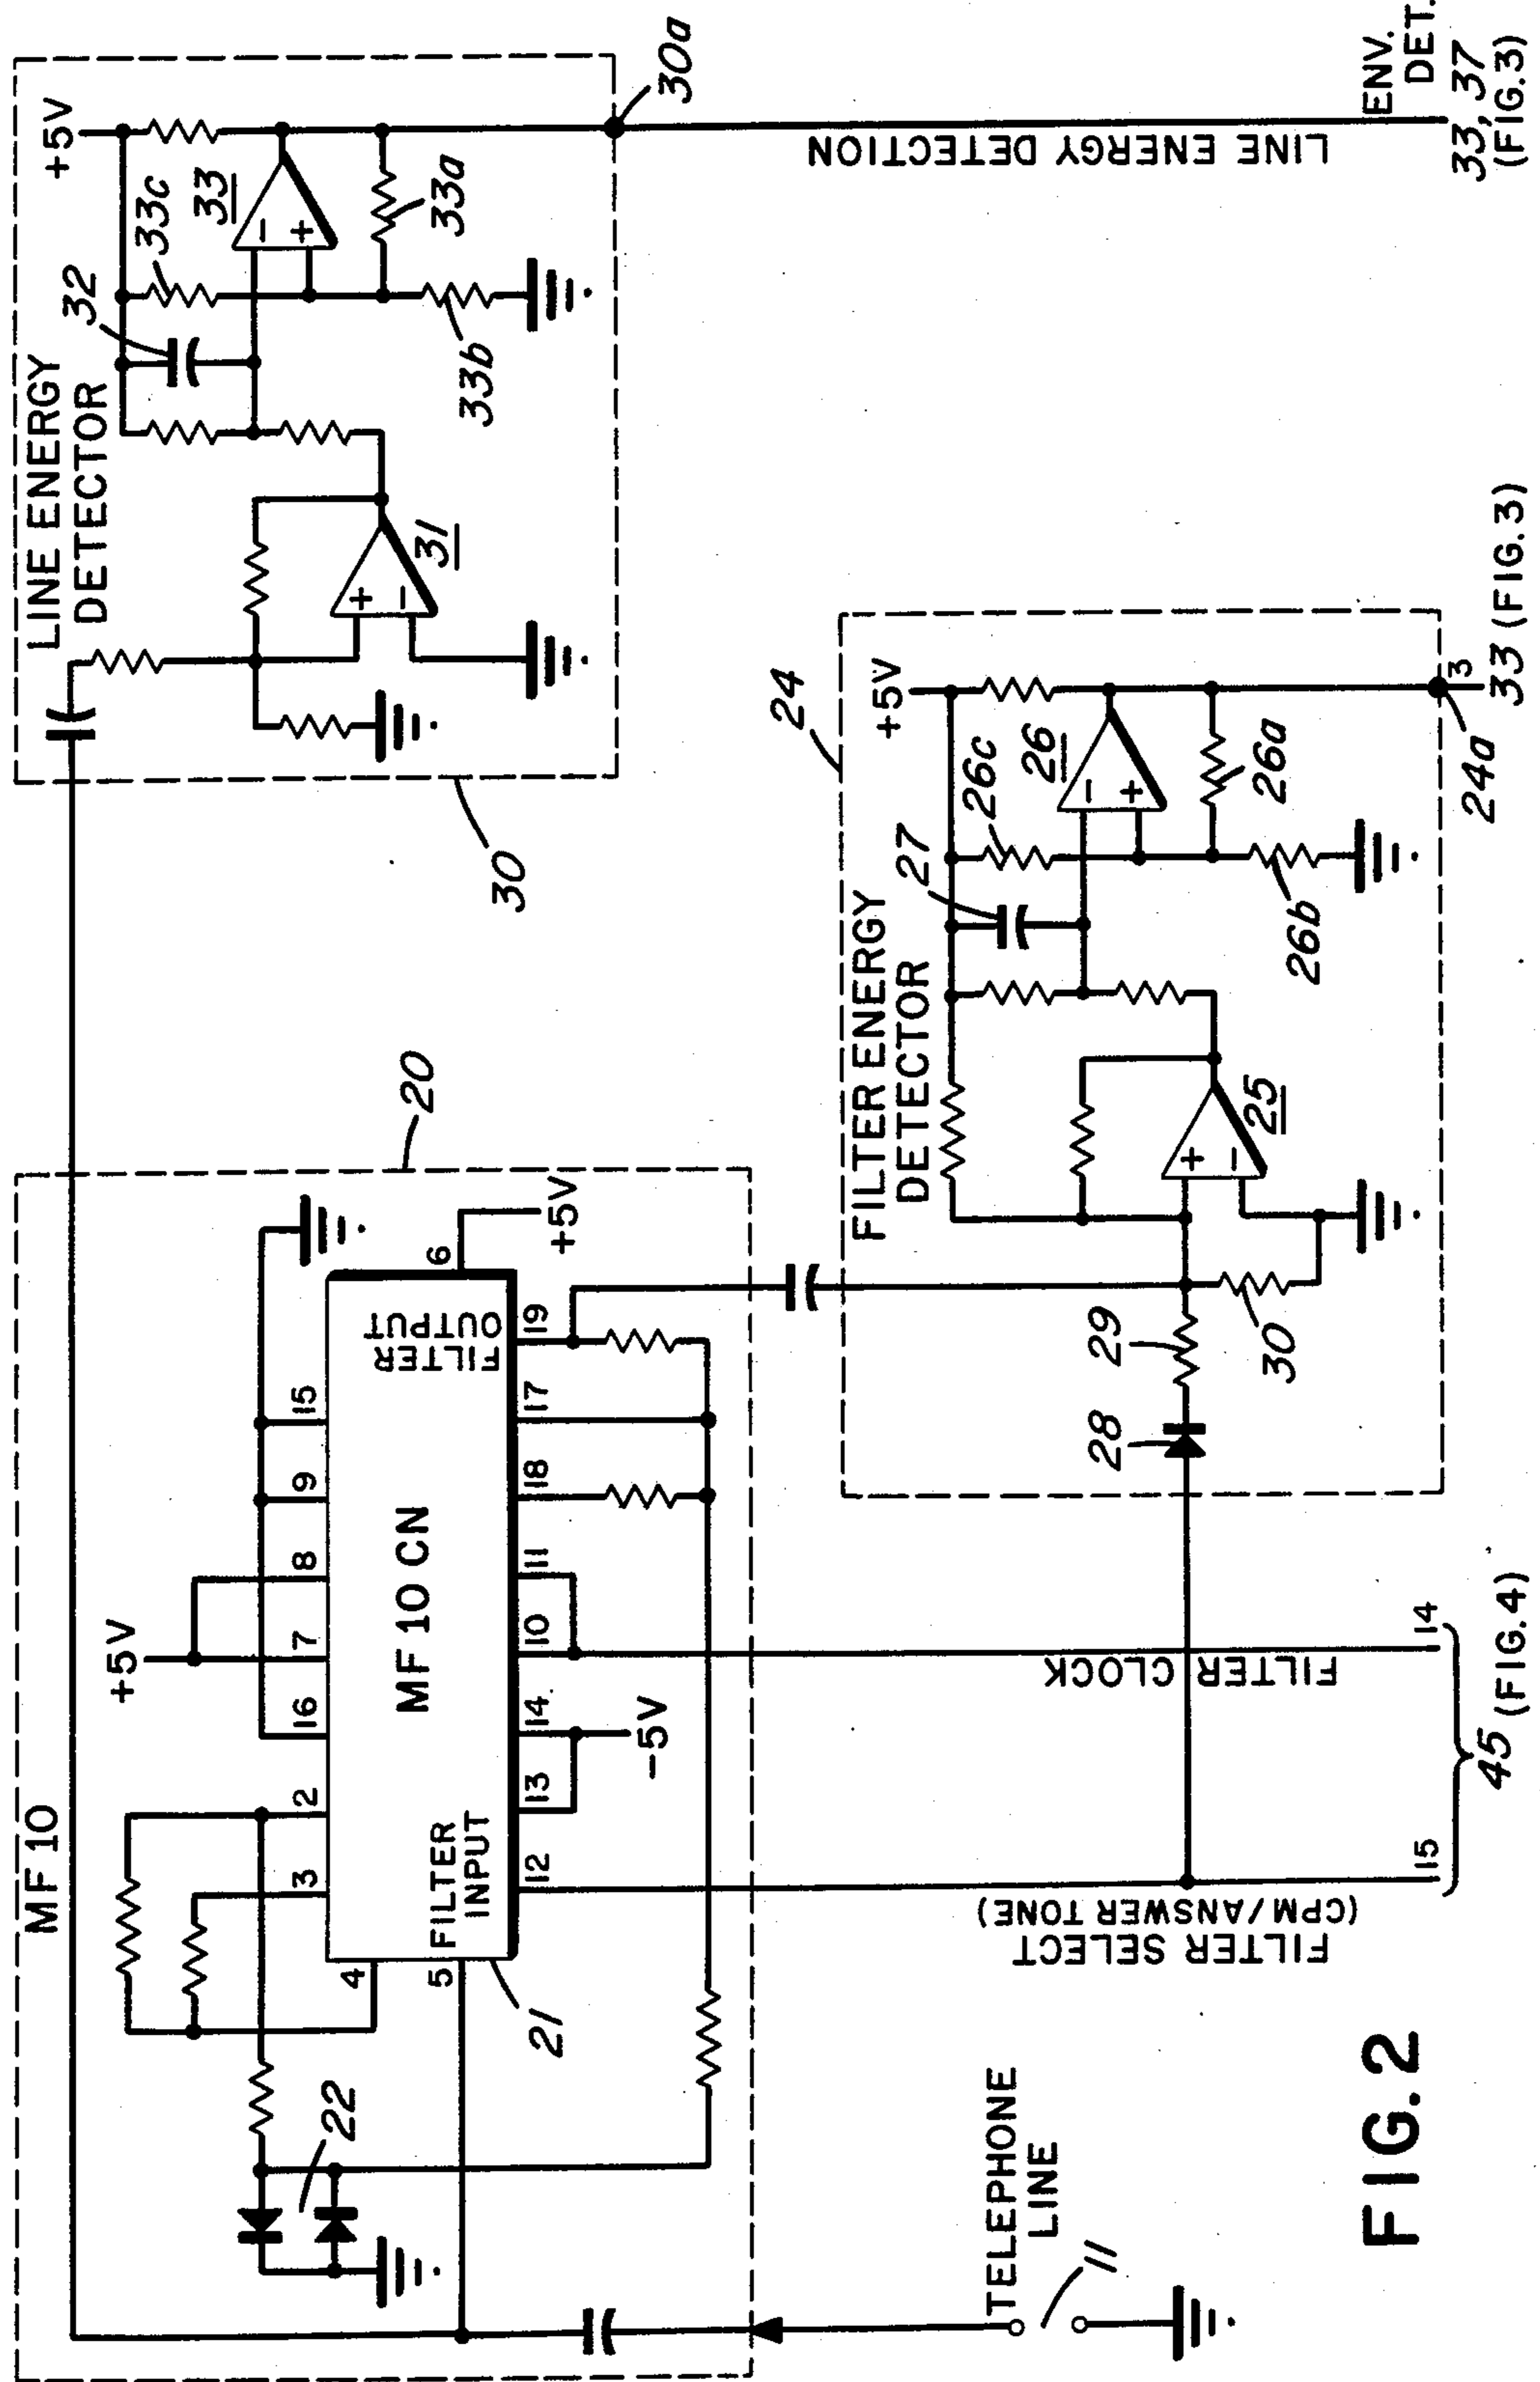 MF 10
20
+5V
+5V
-5V
MF 10 CN
FILTER
INPUT
FILTER
OUTPUT
4
3
2
16
7
8
9
15
6
5
12
13
14
10
11
18
17
19
21
22
TELEPHONE
LINE
11
FILTER SELECT
(CPM/ANSWER TONE)
FILTER CLOCK
15
14
45 (FIG.4)
LINE ENERGY
DETECTOR
+5V
32
33c
33
31
33b
33a
30
30a
LINE ENERGY DETECTION
ENV.
DET.
33, 37
(FIG.3)
FILTER ENERGY
DETECTOR
24
+5V
27
26c
26
25
26b
26a
28
29
30
24a
3
33 (FIG.3)
FIG. 2